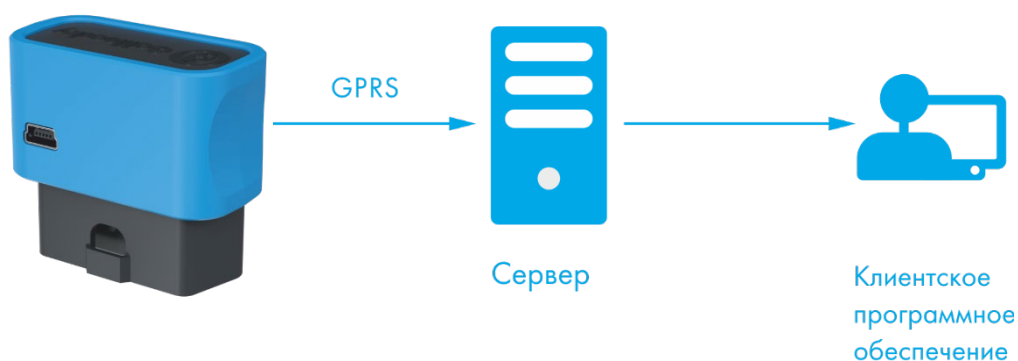 GPRS
Сервер
Клиентское
программное
обеспечение